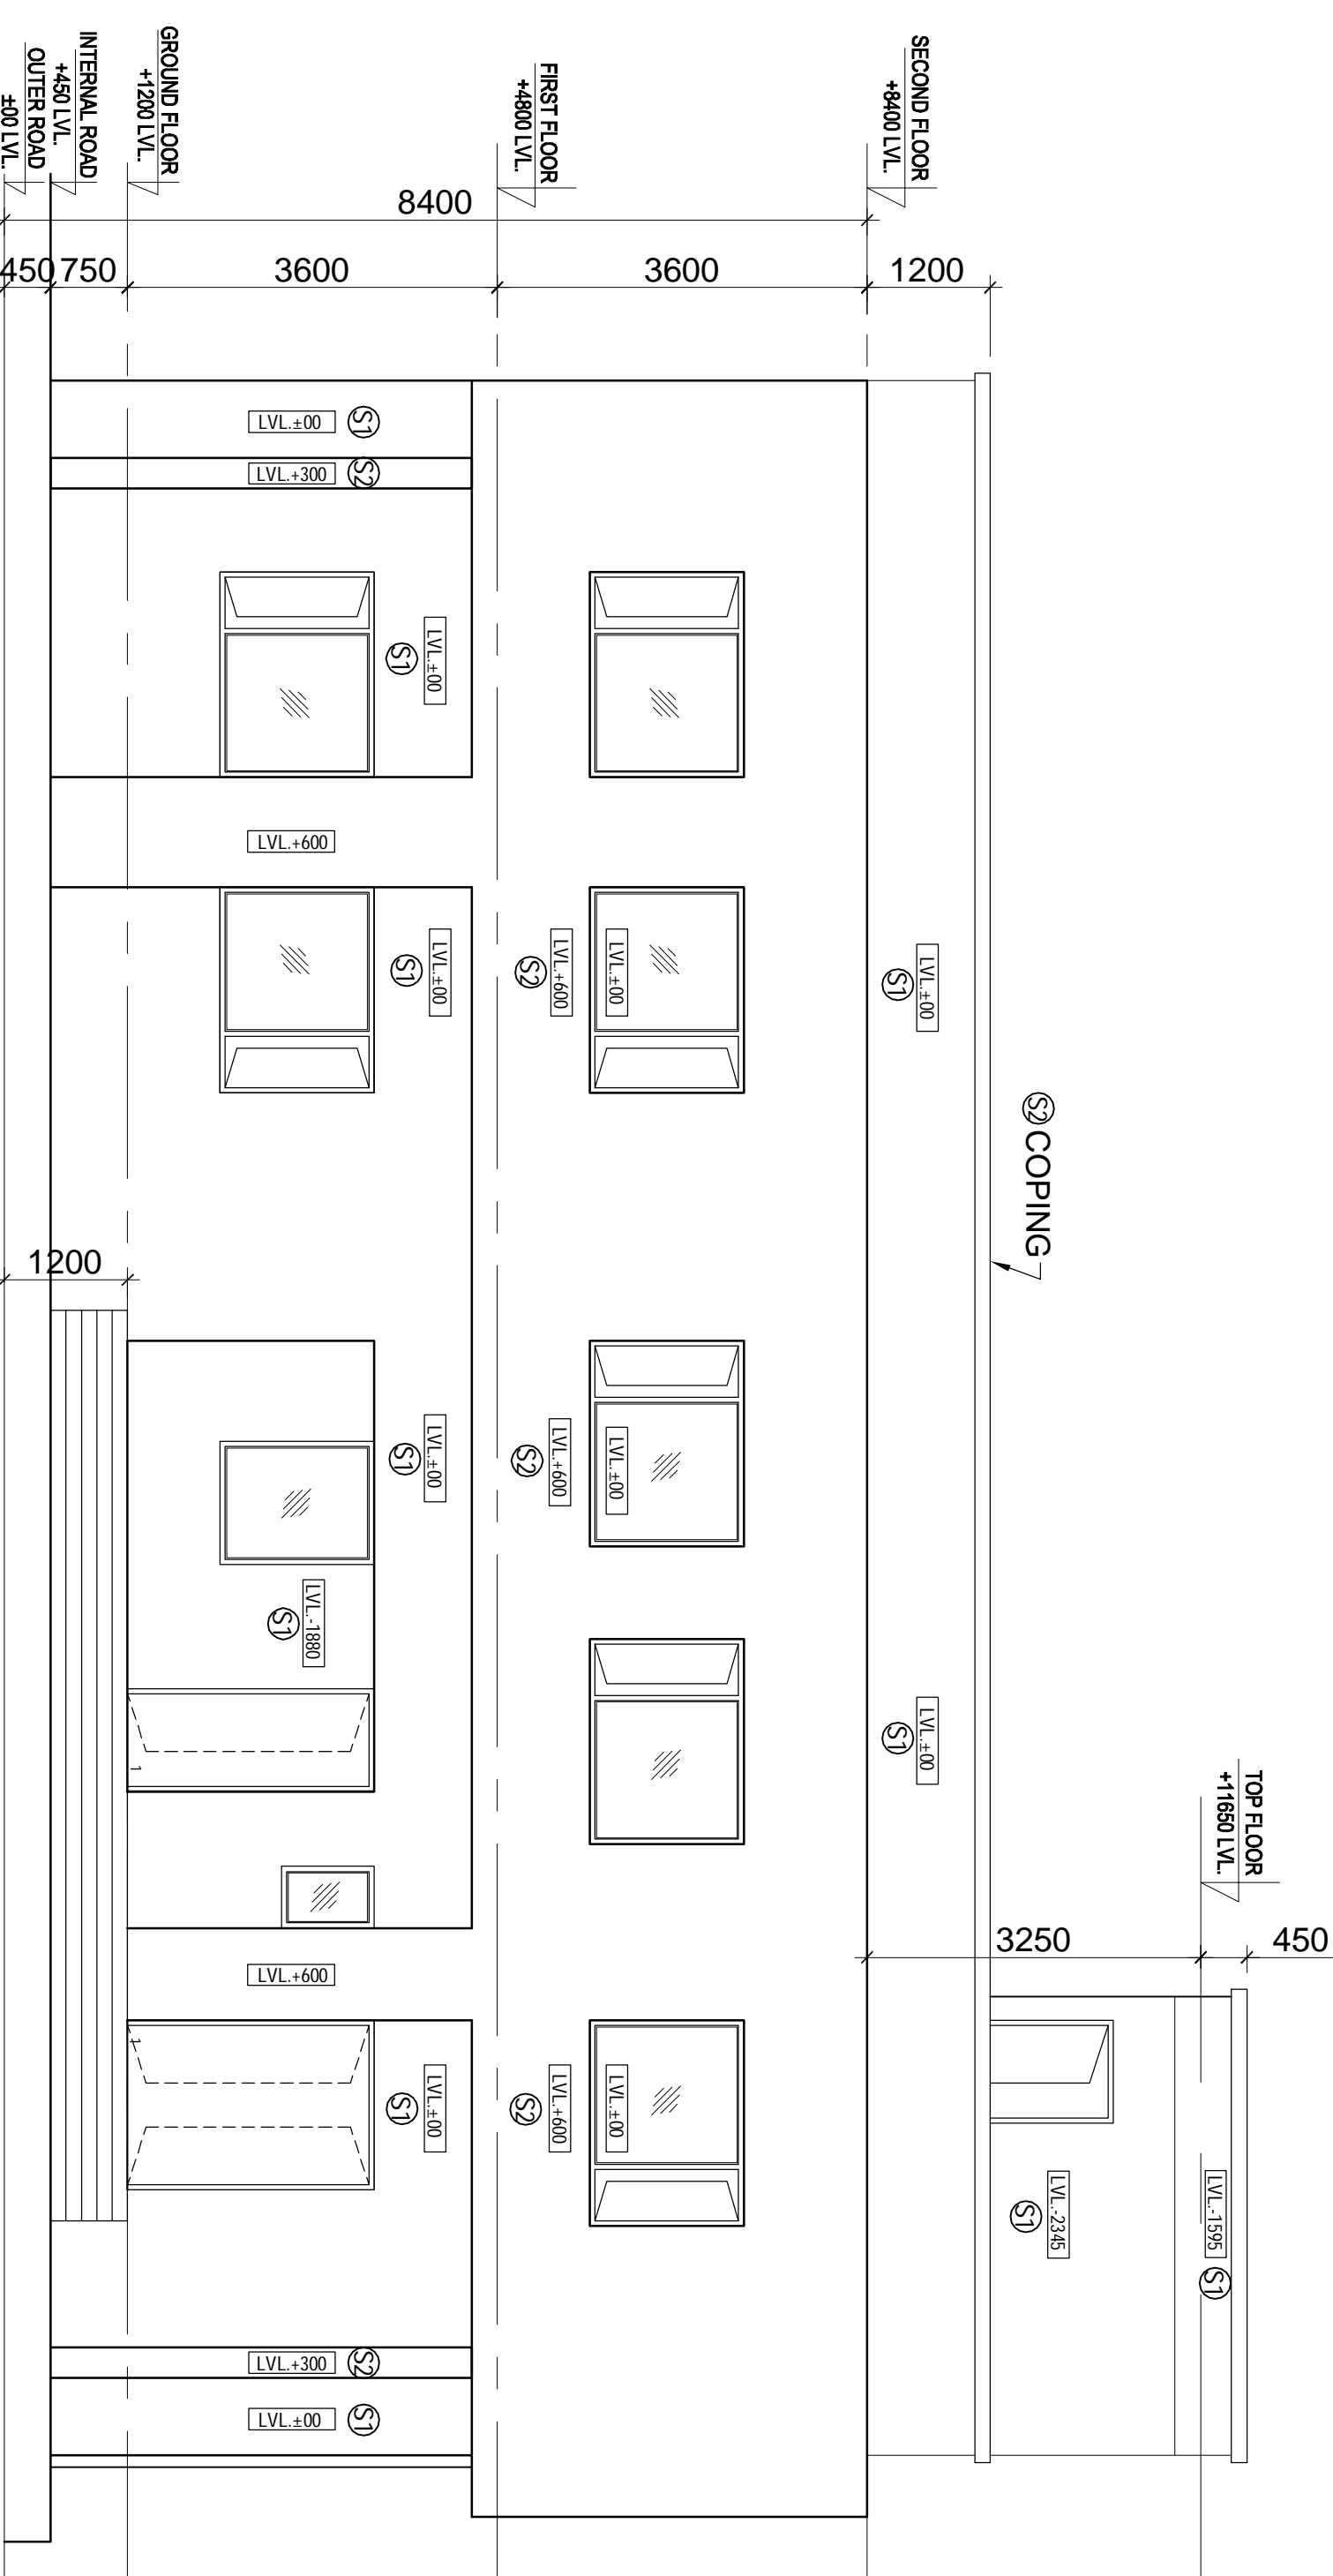 SECOND FLOOR
+8400 LVL.
FIRST FLOOR
+4800 LVL.
GROUND FLOOR
+1200 LVL.
INTERNAL ROAD
+450 LVL.
OUTER ROAD
±00 LVL.
TOP FLOOR
+11650 LVL.
8400
450
750
3600
3600
1200
1200
3250
450
S2 COPING
LVL.±00 S1
LVL.±00 S1
LVL.-1595 S1
LVL.-2345 S1
LVL.±00
LVL.+600 S2
LVL.±00
LVL.+600 S2
LVL.±00
LVL.+600 S2
LVL.±00 S1
LVL.+300 S2
LVL.±00 S1
LVL.+600
LVL.±00 S1
LVL.±00 S1
LVL.-1880 S1
1
LVL.+600
1
LVL.±00 S1
LVL.+300 S2
LVL.±00 S1